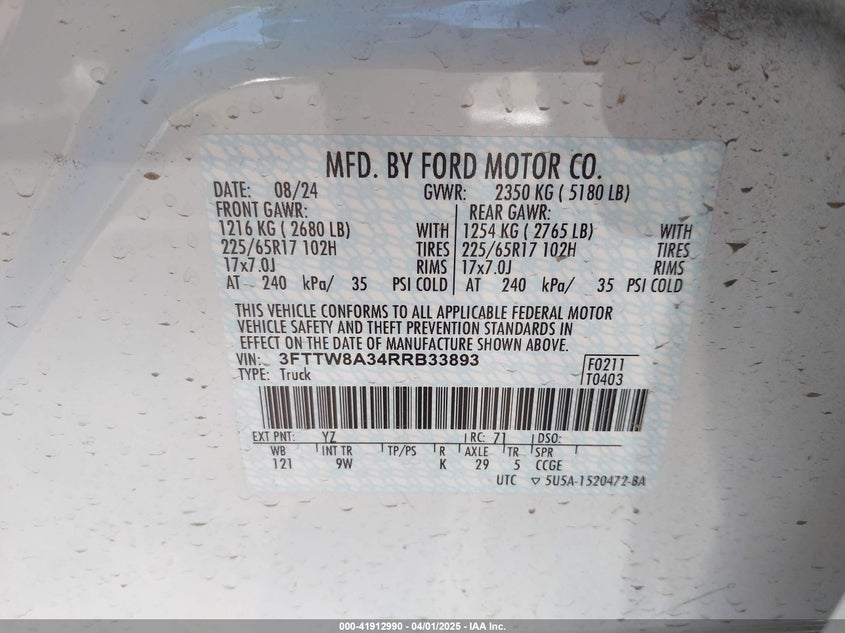 MFD. BY FORD MOTOR CO.
DATE: 08/24 GVWR: 2350 KG ( 5180 LB)
FRONT GAWR: REAR GAWR:
1216 KG ( 2680 LB) WITH 1254 KG ( 2765 LB) WITH
225/65R17 102H TIRES 225/65R17 102H TIRES
17x7.0J RIMS 17x7.0J RIMS
AT 240 kPa/ 35 PSI COLD AT 240 kPa/ 35 PSI COLD
THIS VEHICLE CONFORMS TO ALL APPLICABLE FEDERAL MOTOR
VEHICLE SAFETY AND THEFT PREVENTION STANDARDS IN
EFFECT ON THE DATE OF MANUFACTURE SHOWN ABOVE.
VIN: 3FTTW8A34RRB33893 F0211
TYPE: Truck T0403
EXT PNT: YZ RC: 71 DSO:
WB INT TR TP/PS R AXLE TR SPR
121 9W K 29 5 CCGE
UTC ▽ 5U5A-1520472-BA
000-41912990 - 04/01/2025 - IAA Inc.